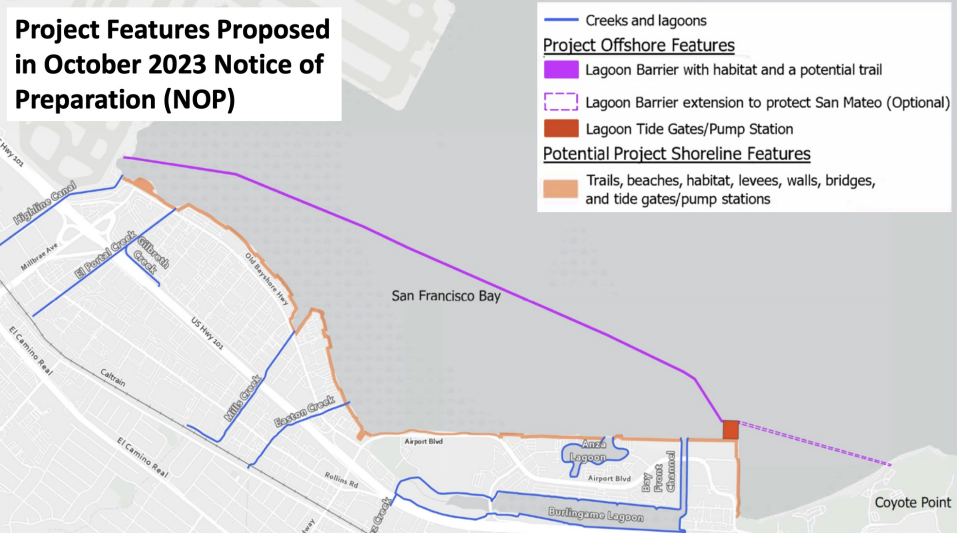 Project Features Proposed
in October 2023 Notice of
Preparation (NOP)
Creeks and lagoons
Project Offshore Features
Lagoon Barrier with habitat and a potential trail
Lagoon Barrier extension to protect San Mateo (Optional)
Lagoon Tide Gates/Pump Station
Potential Project Shoreline Features
Trails, beaches, habitat, levees, walls, bridges,
and tide gates/pump stations
Hwy 101
Highline Canal
Millbrae Ave
El Portal Creek
Gilbreth
Creek
Old Bayshore Hwy
US Hwy 101
San Francisco Bay
El Camino Real
Caltrain
Mills Creek
Easton Creek
El Camino Real
Rollins Rd
Airport Blvd
Anza
Lagoon
Airport Blvd
Bay
Front
Channel
Burlingame Lagoon
Creek
Coyote Point